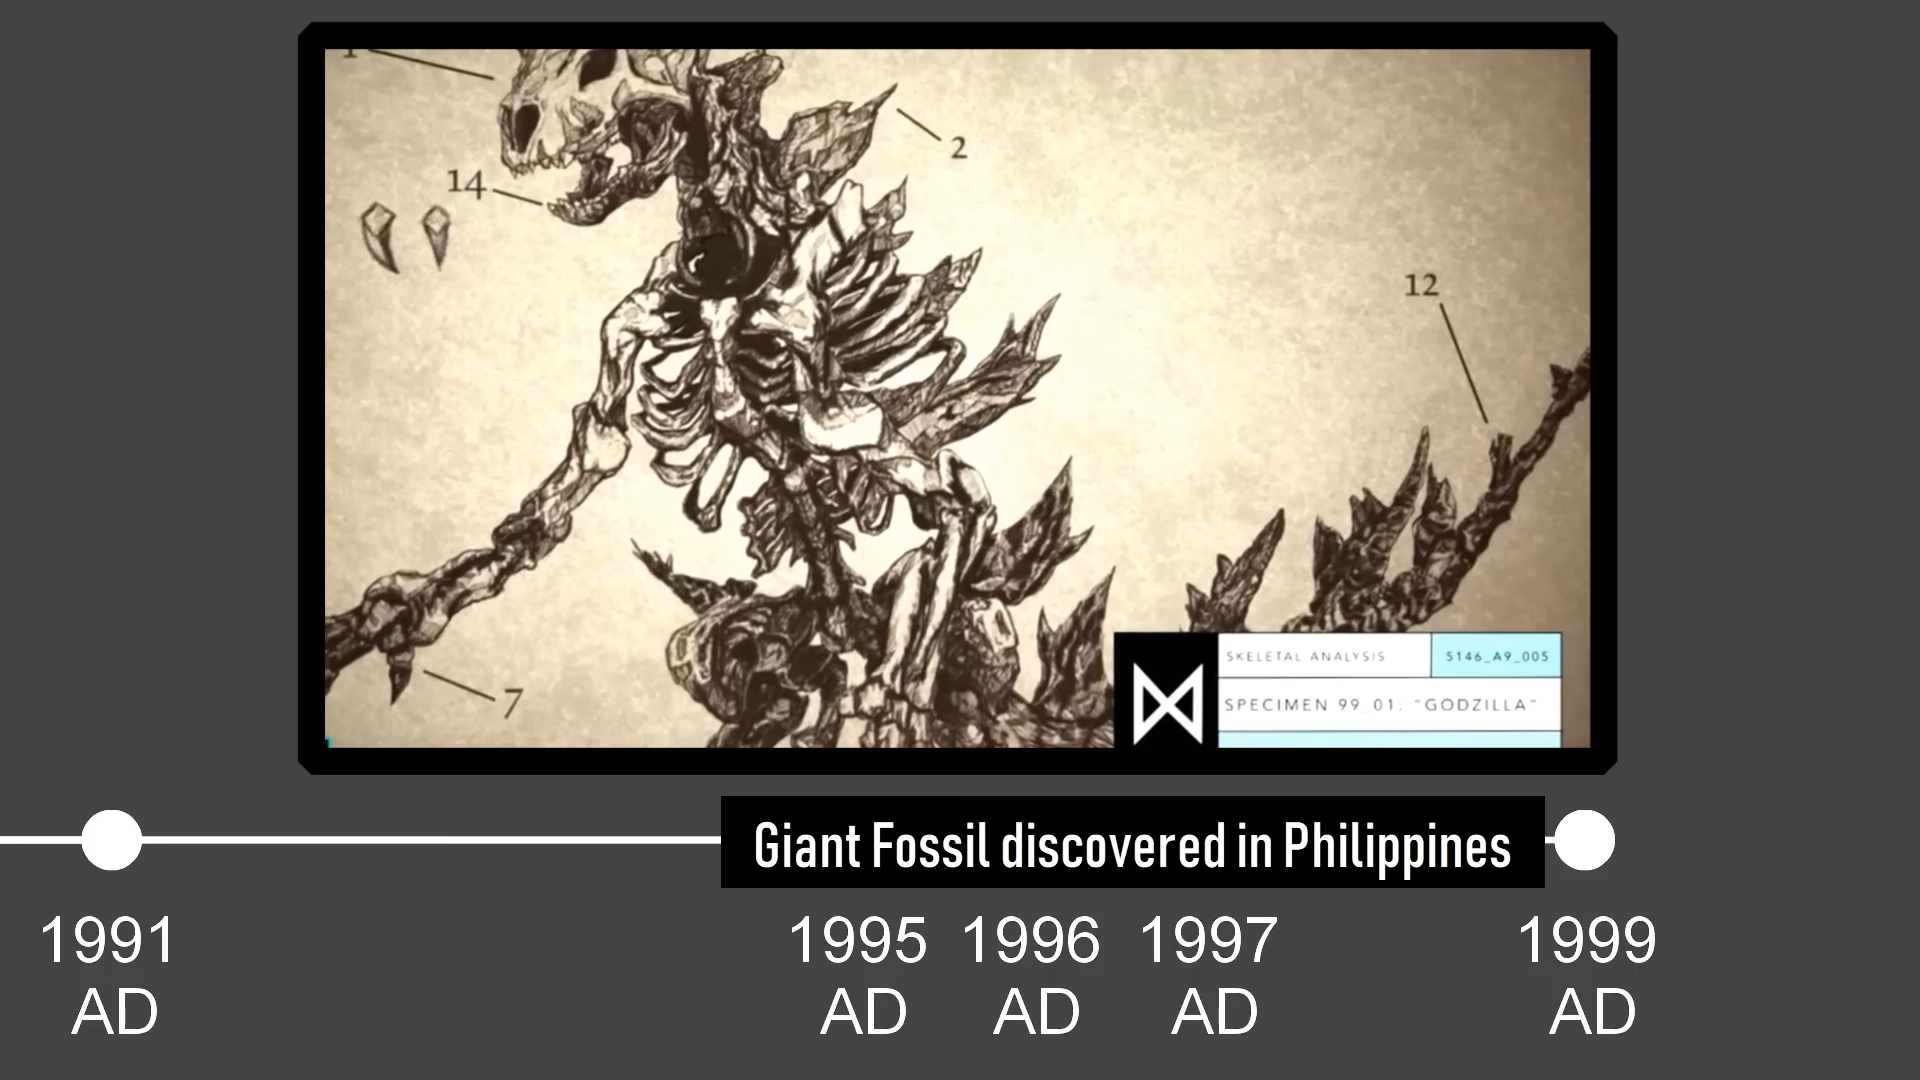 2
14
12
7
SKELETAL ANALYSIS 5146_A9_005
SPECIMEN 99_01: "GODZILLA"
Giant Fossil discovered in Philippines
1991 AD
1995 AD
1996 AD
1997 AD
1999 AD